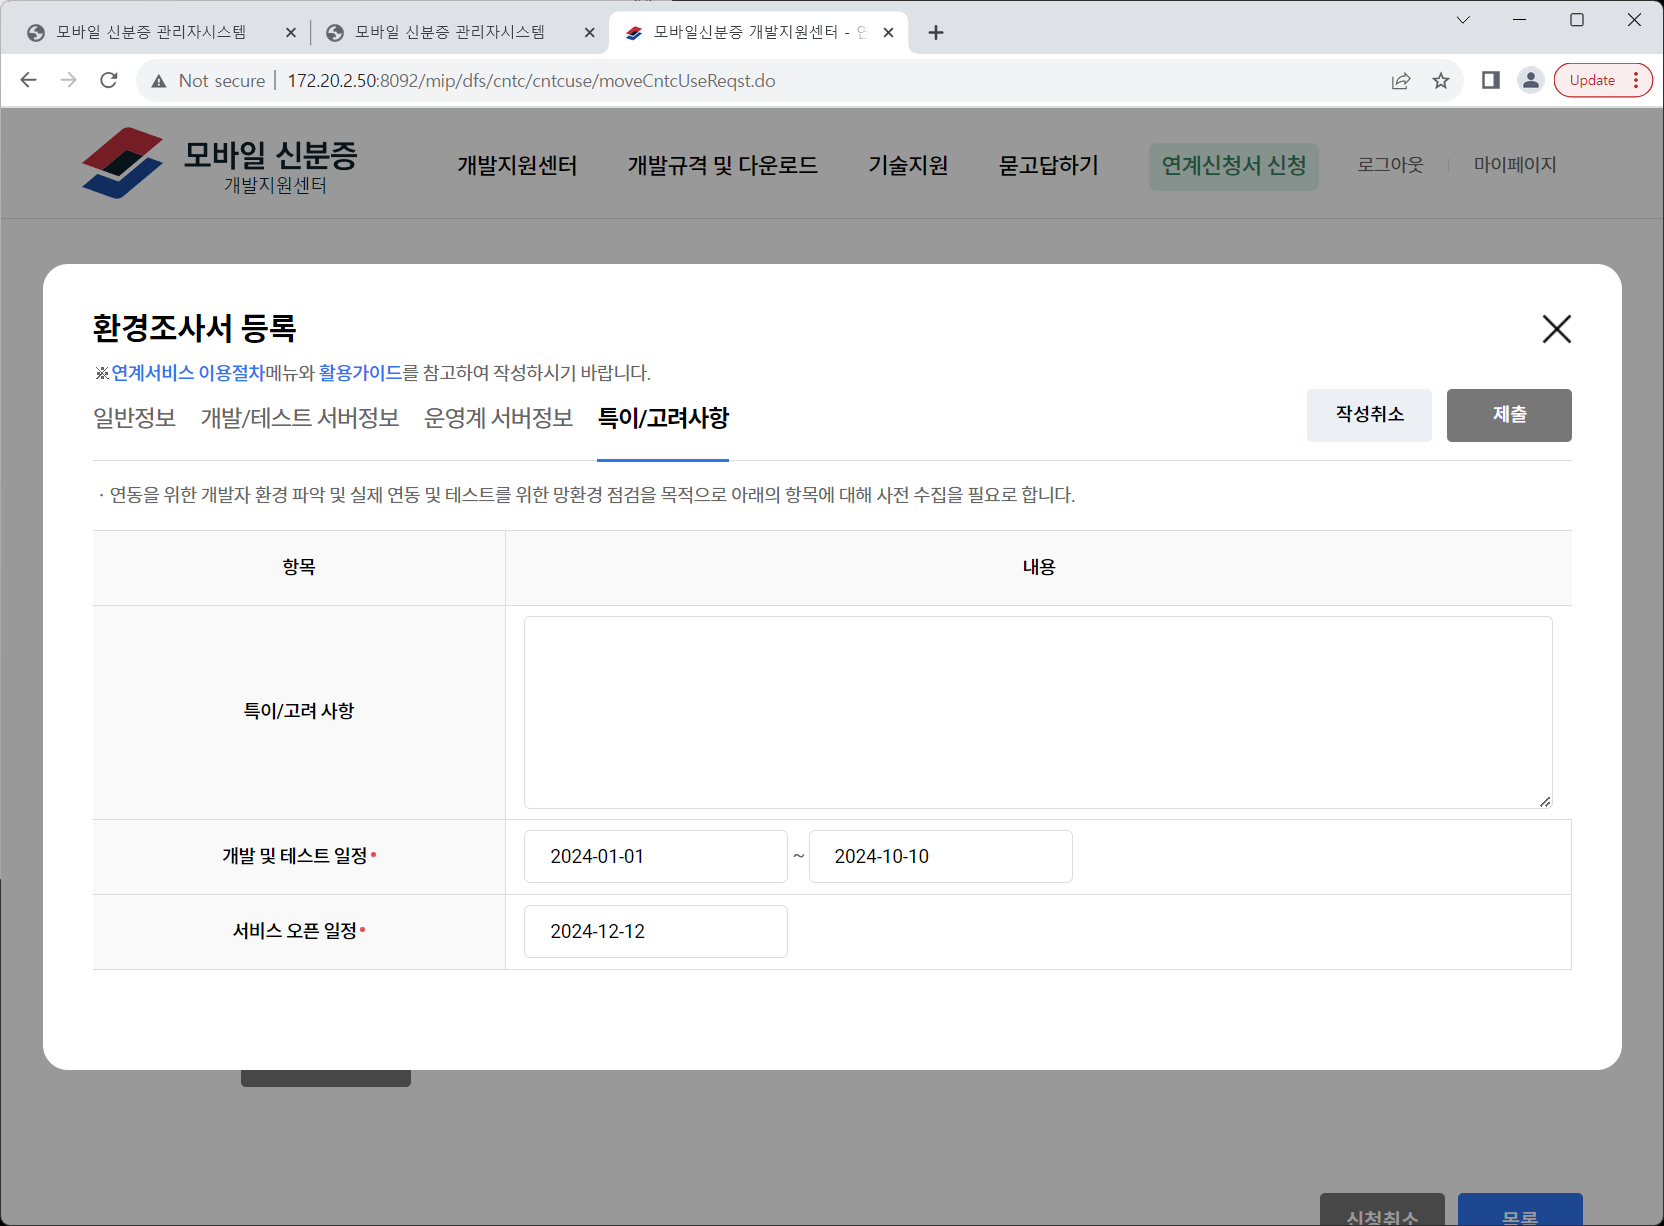 모바일 신분증 관리자시스템
모바일 신분증 관리자시스템
모바일신분증 개발지원센터 -
Not secure
172.20.2.50:8092/mip/dfs/cntc/cntcuse/moveCntcUseReqst.do
Update
모바일 신분증
개발지원센터
개발지원센터
개발규격 및 다운로드
기술지원
묻고답하기
연계신청서 신청
로그아웃
마이페이지
환경조사서 등록
※연계서비스 이용절차메뉴와 활용가이드를 참고하여 작성하시기 바랍니다.
일반정보
개발/테스트 서버정보
운영계 서버정보
특이/고려사항
작성취소
제출
· 연동을 위한 개발자 환경 파악 및 실제 연동 및 테스트를 위한 망환경 점검을 목적으로 아래의 항목에 대해 사전 수집을 필요로 합니다.
항목
내용
특이/고려 사항
개발 및 테스트 일정•
2024-01-01 ~ 2024-10-10
서비스 오픈 일정•
2024-12-12
신청취소
목록